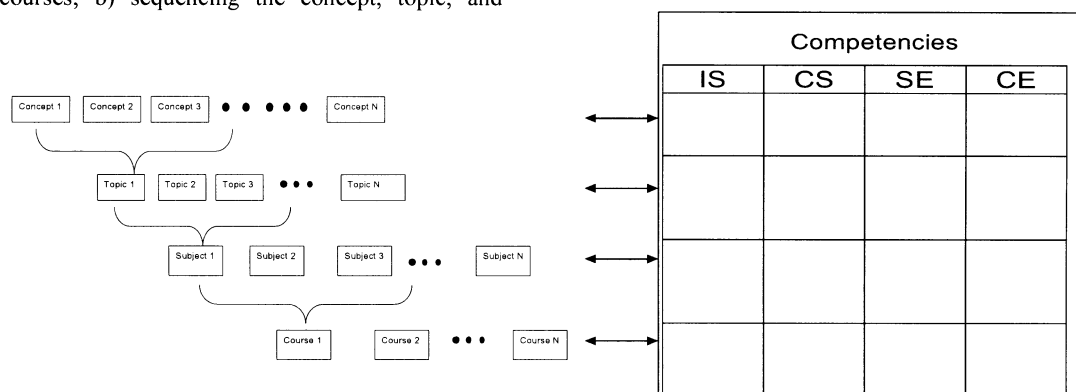 courses; b) sequencing the concept, topic, and
Competencies
IS CS SE CE
Concept 1 Concept 2 Concept 3 Concept N
Topic 1 Topic 2 Topic 3 Topic N
Subject 1 Subject 2 Subject 3 Subject N
Course 1 Course 2 Course N